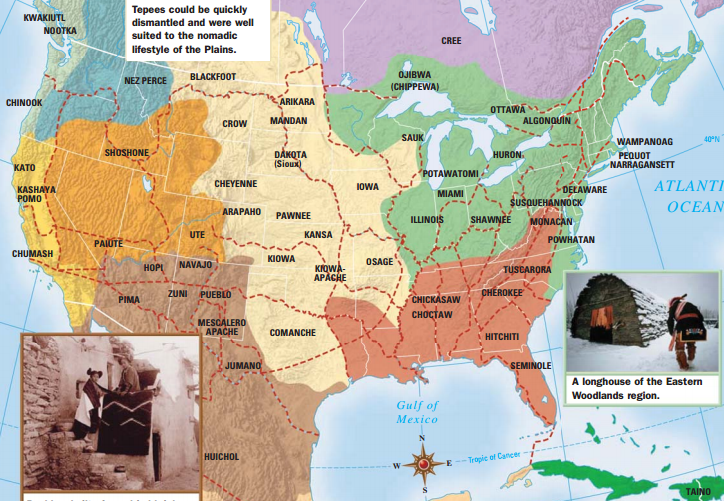 Tepees could be quickly
dismantled and were well
suited to the nomadic
lifestyle of the Plains.
KWAKIUTL
NOOTKA
CREE
NEZ PERCE
BLACKFOOT
OJIBWA
(CHIPPEWA)
CHINOOK
ARIKARA
OTTAWA
CROW
MANDAN
ALGONQUIN
SAUK
40°N
WAMPANOAG
SHOSHONE
DAKOTA
(Sioux)
HURON
PEQUOT
NARRAGANSETT
KATO
POTAWATOMI
CHEYENNE
IOWA
MIAMI
DELAWARE
ATLANTI
OCEAN
KASHAYA
POMO
SUSQUEHANNOCK
ARAPAHO
PAWNEE
ILLINOIS
SHAWNEE
MONACAN
UTE
KANSA
POWHATAN
PAIUTE
CHUMASH
KIOWA
OSAGE
HOPI
NAVAJO
KIOWA-
APACHE
TUSCARORA
PIMA
ZUNI
PUEBLO
CHICKASAW
CHEROKEE
CHOCTAW
MESCALERO
APACHE
COMANCHE
HITCHITI
JUMANO
SEMINOLE
A longhouse of the Eastern
Woodlands region.
Gulf of
Mexico
N
W
E
S
Tropic of Cancer
HUICHOL
TAINO